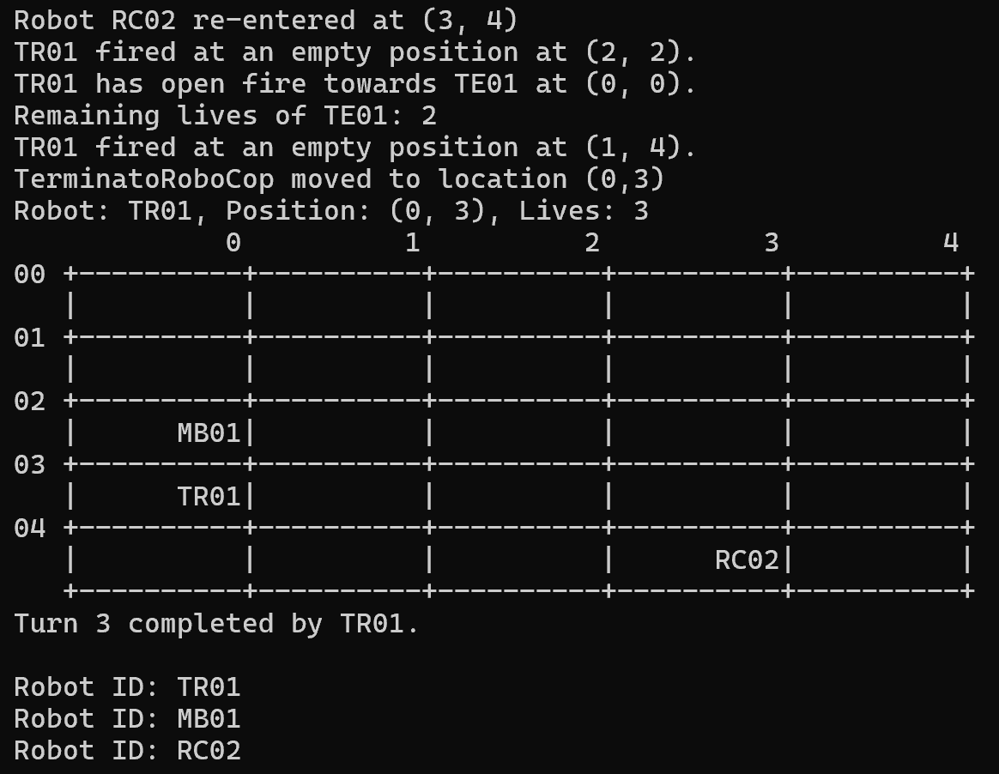 Robot RC02 re-entered at (3, 4)
TR01 fired at an empty position at (2, 2).
TR01 has open fire towards TE01 at (0, 0).
Remaining lives of TE01: 2
TR01 fired at an empty position at (1, 4).
TerminatoRoboCop moved to location (0,3)
Robot: TR01, Position: (0, 3), Lives: 3
             0          1          2          3          4
00 +----------+----------+----------+----------+----------+
   |          |          |          |          |          |
01 +----------+----------+----------+----------+----------+
   |          |          |          |          |          |
02 +----------+----------+----------+----------+----------+
   |      MB01|          |          |          |          |
03 +----------+----------+----------+----------+----------+
   |      TR01|          |          |          |          |
04 +----------+----------+----------+----------+----------+
   |          |          |          |      RC02|          |
   +----------+----------+----------+----------+----------+
Turn 3 completed by TR01.

Robot ID: TR01
Robot ID: MB01
Robot ID: RC02